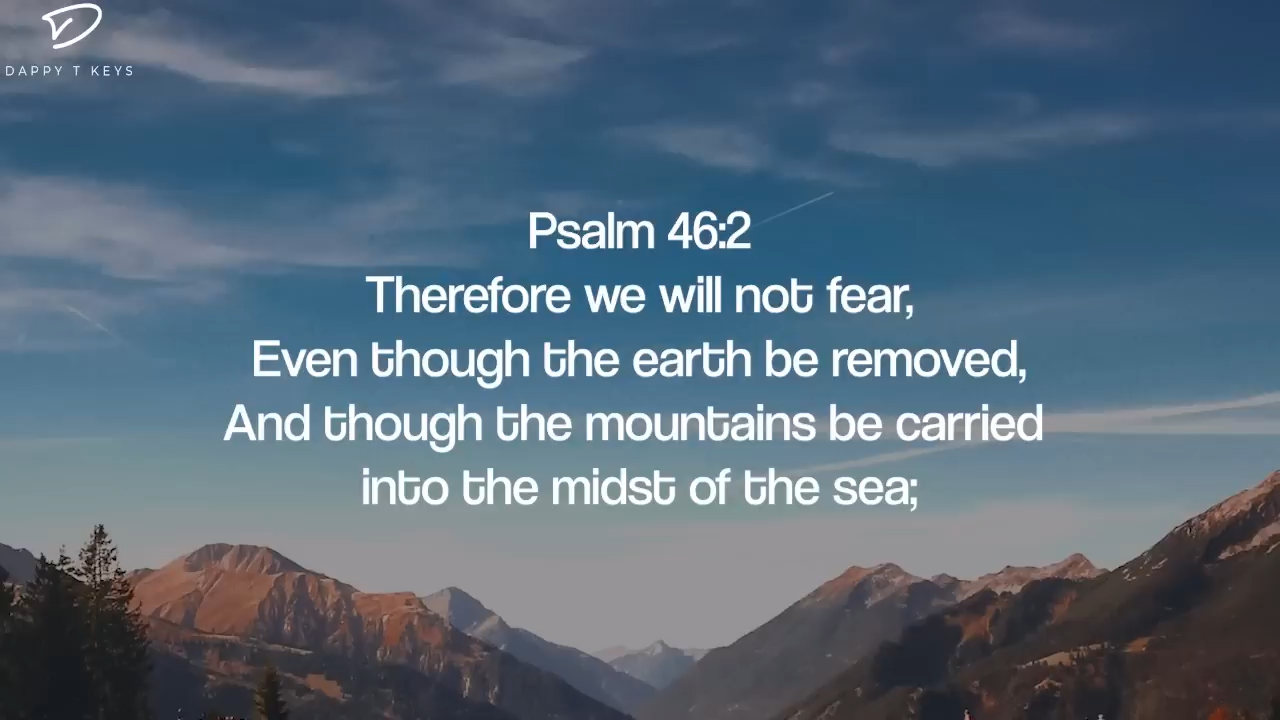 DAPPY T KEYS
Psalm 46:2
Therefore we will not fear,
Even though the earth be removed,
And though the mountains be carried
into the midst of the sea;